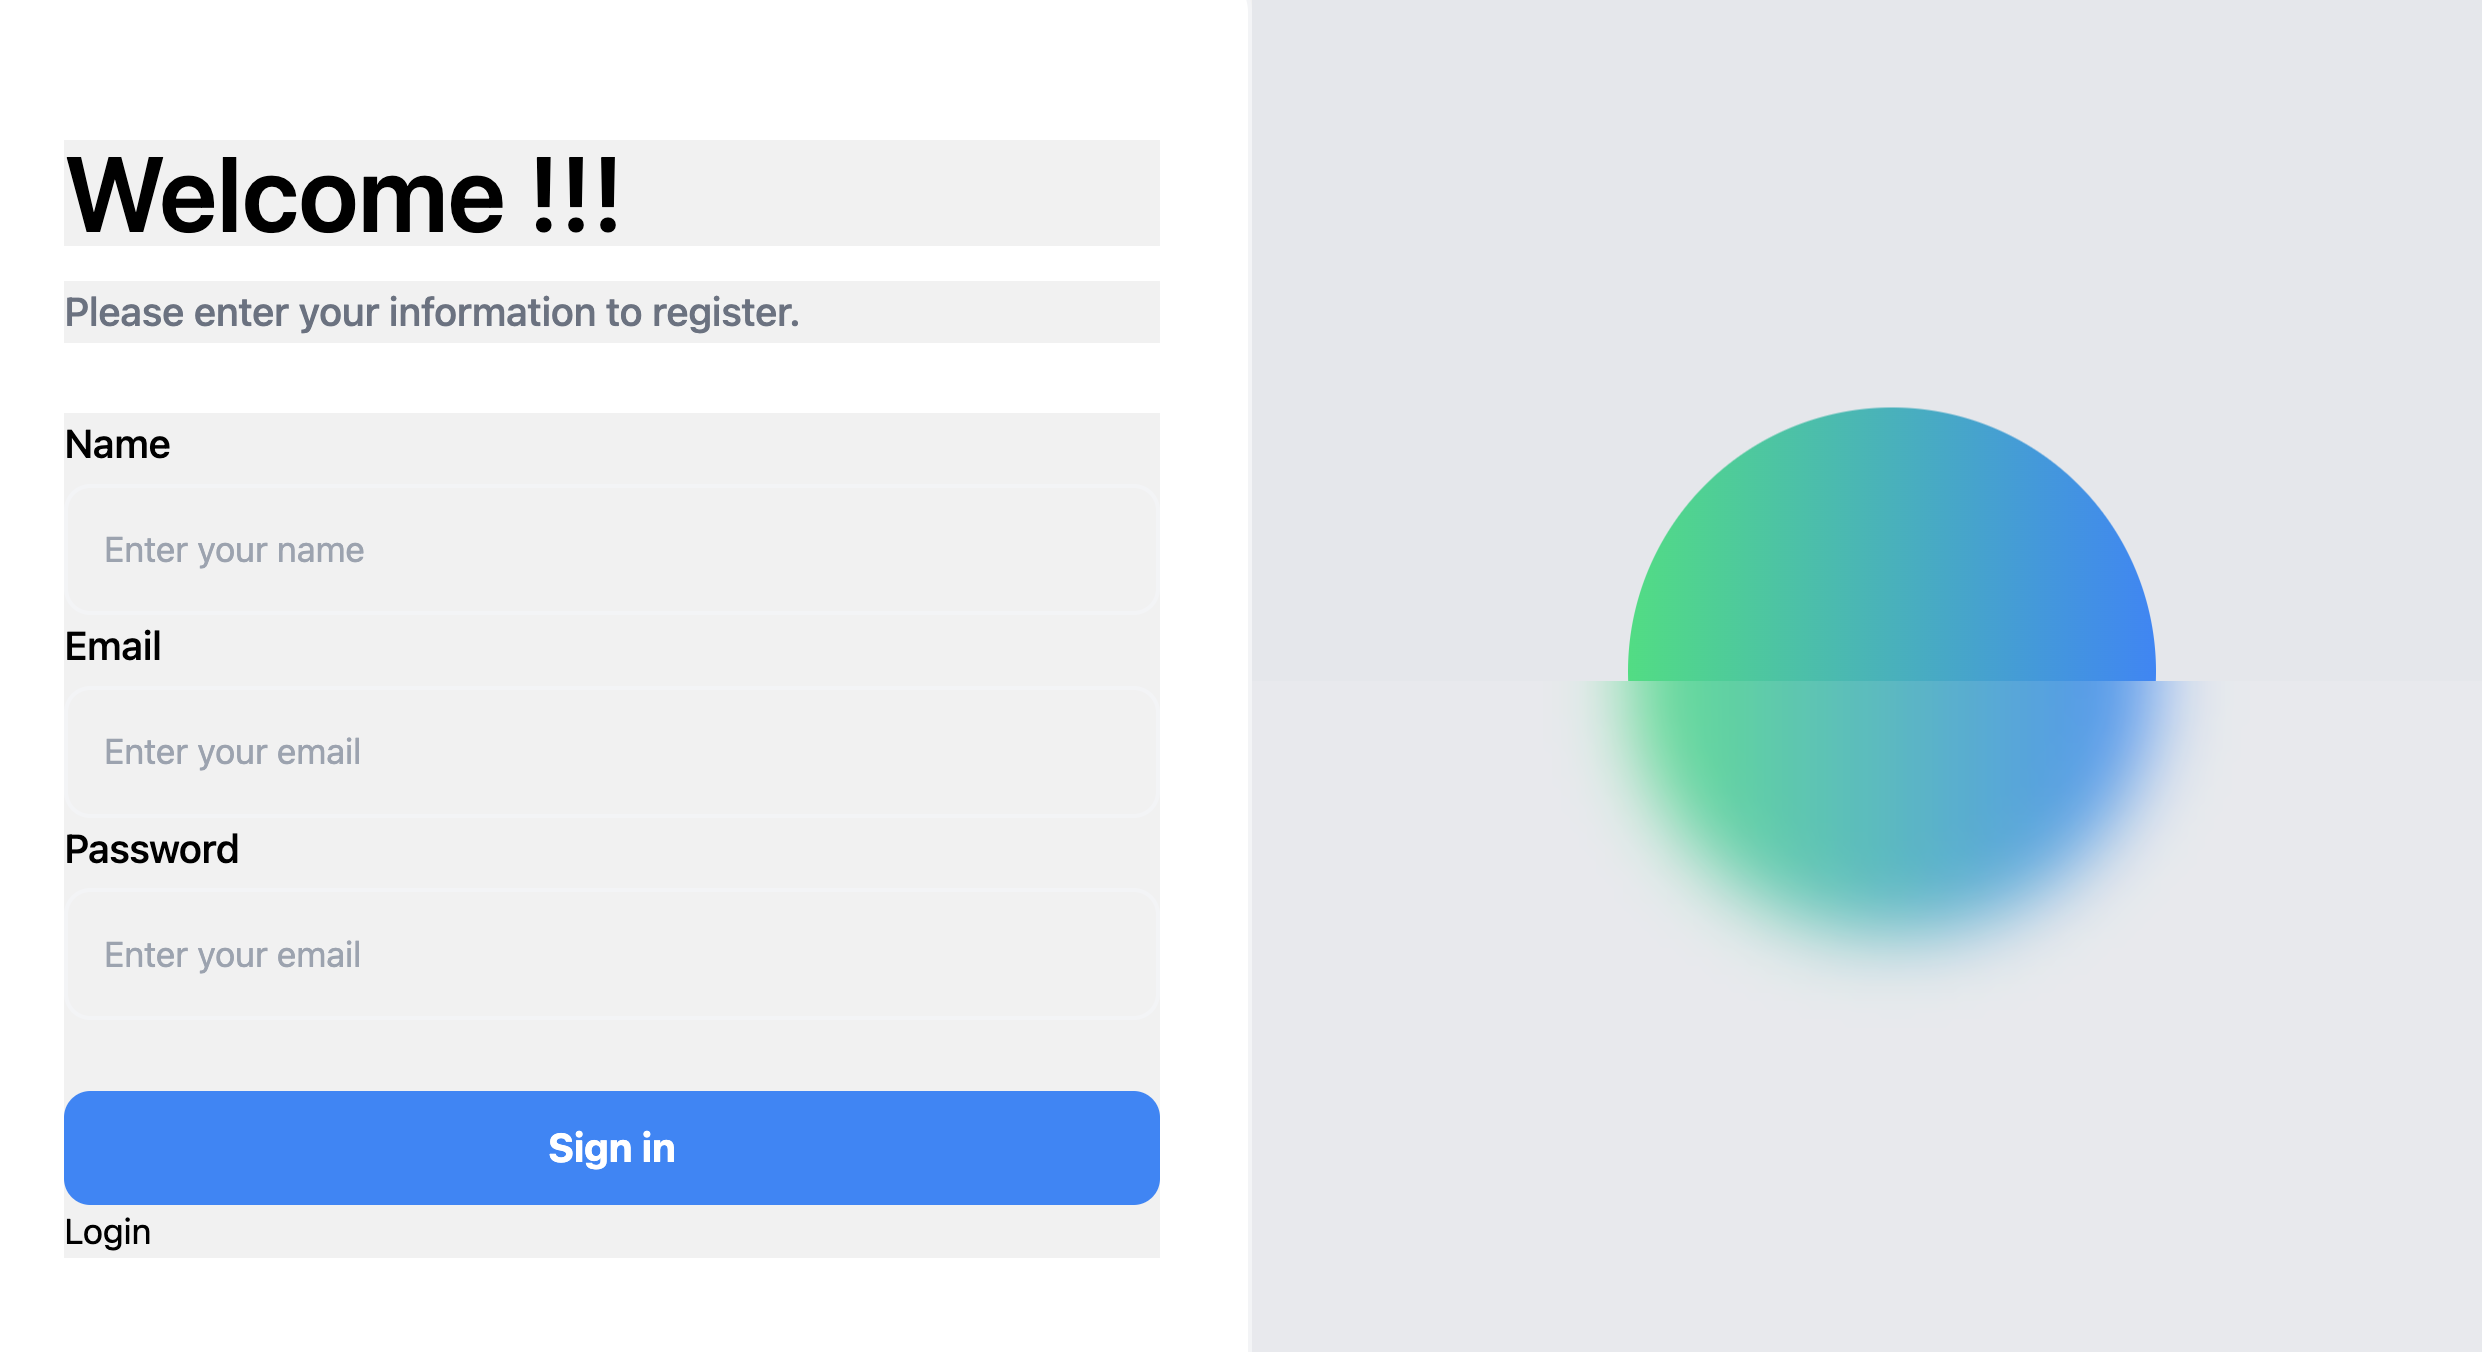 Welcome !!!
Please enter your information to register.
Name
Enter your name
Email
Enter your email
Password
Enter your email
Sign in
Login